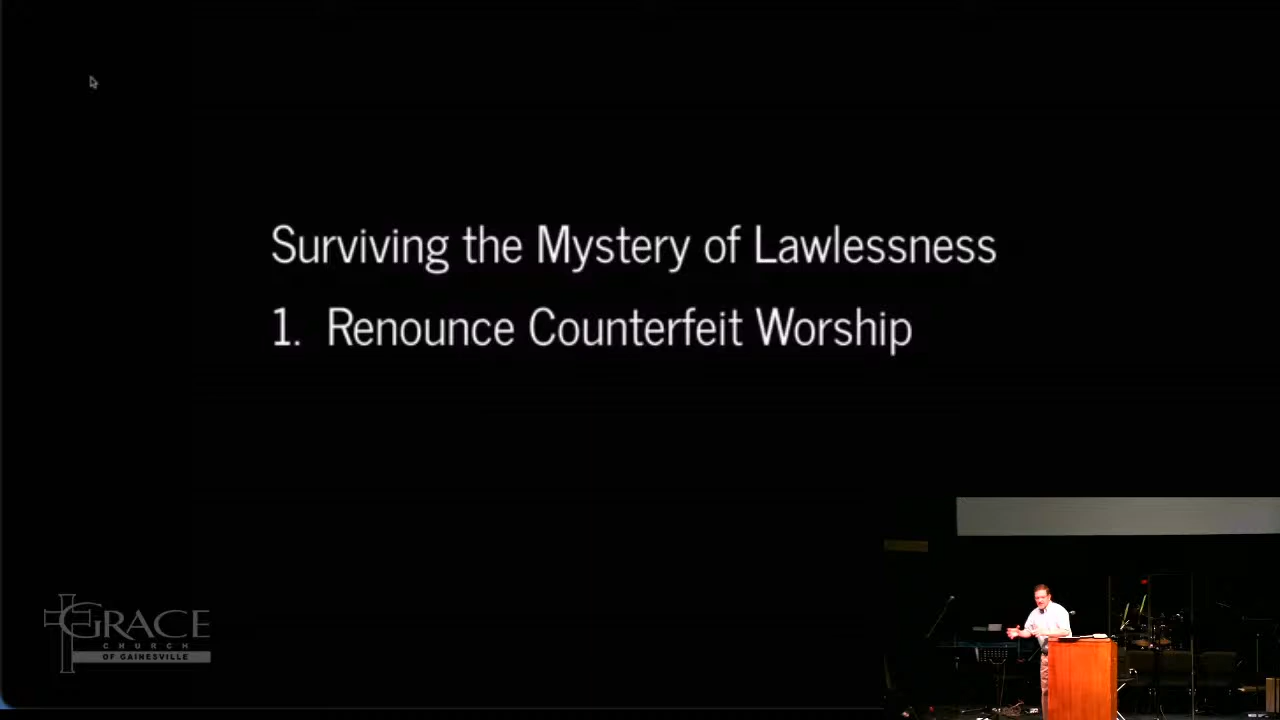 Surviving the Mystery of Lawlessness
1. Renounce Counterfeit Worship
GRACE
CHURCH
OF GAINESVILLE